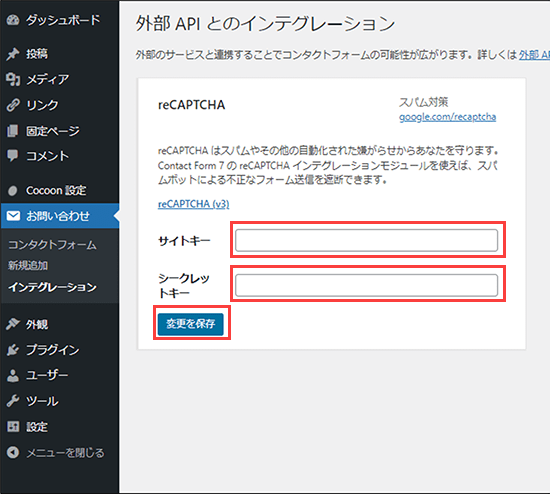 ダッシュボード
投稿
メディア
リンク
固定ページ
コメント
Cocoon 設定
お問い合わせ
コンタクトフォーム
新規追加
インテグレーション
外観
プラグイン
ユーザー
ツール
設定
メニューを閉じる
外部 API とのインテグレーション
外部のサービスと連携することでコンタクトフォームの可能性が広がります。詳しくは 外部 AP
reCAPTCHA
スパム対策
google.com/recaptcha
reCAPTCHA はスパムやその他の自動化された嫌がらせからあなたを守ります。
Contact Form 7 の reCAPTCHA インテグレーションモジュールを使えば、スパ
ムボットによる不正なフォーム送信を遮断できます。
reCAPTCHA (v3)
サイトキー
シークレッ
トキー
変更を保存